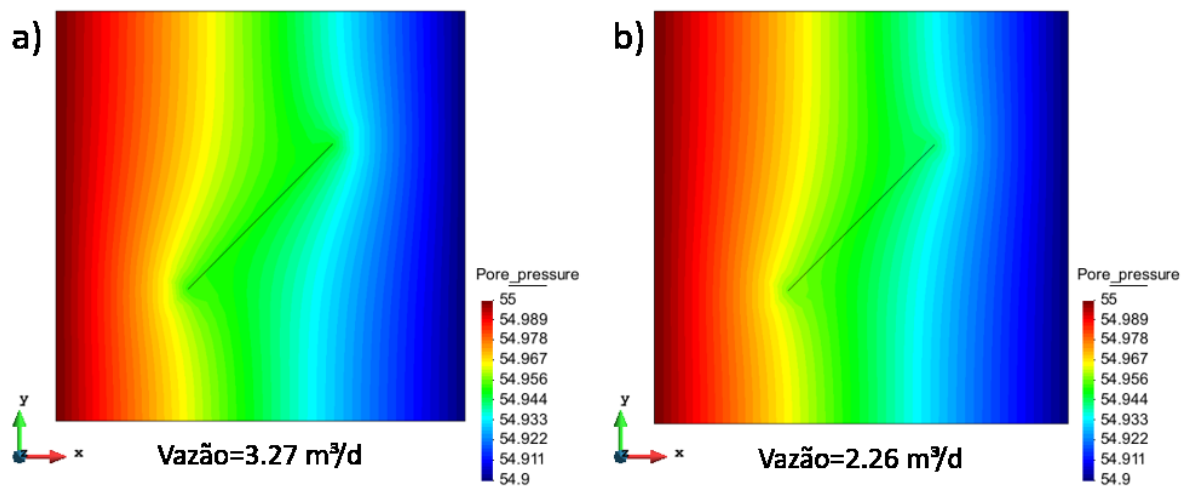 a)
Pore_pressure
55
54.989
54.978
54.967
54.956
54.944
54.933
54.922
54.911
54.9
y
z
x
Vazão=3.27 m³/d
b)
Pore_pressure
55
54.989
54.978
54.967
54.956
54.944
54.933
54.922
54.911
54.9
y
z
x
Vazão=2.26 m³/d